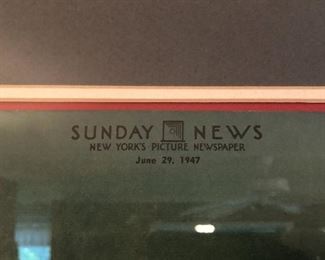 SUNDAY NEWS
NEW YORK'S PICTURE NEWSPAPER
June 29, 1947